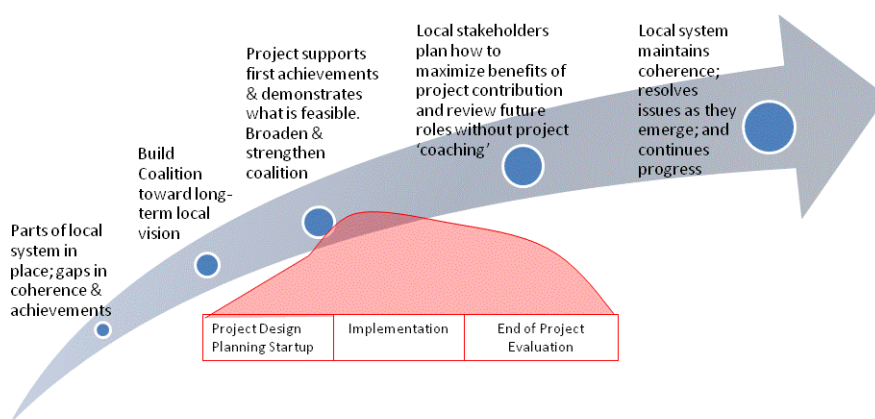 Parts of local
system in
place; gaps in
coherence &
achievements
Build
Coalition
toward long-
term local
vision
Project supports
first achievements
& demonstrates
what is feasible.
Broaden &
strengthen
coalition
Local stakeholders
plan how to
maximize benefits of
project contribution
and review future
roles without project
‘coaching’
Local system
maintains
coherence;
resolves
issues as they
emerge; and
continues
progress
Project Design
Planning Startup
Implementation
End of Project
Evaluation